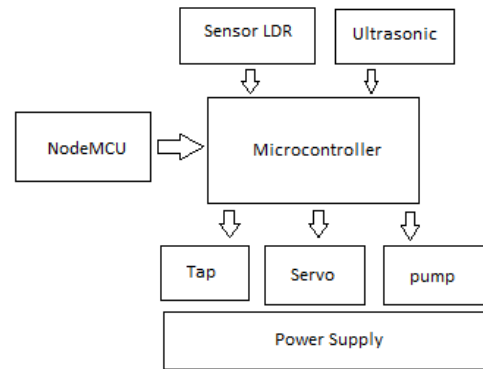 Sensor LDR
Ultrasonic
NodeMCU
Microcontroller
Tap
Servo
pump
Power Supply